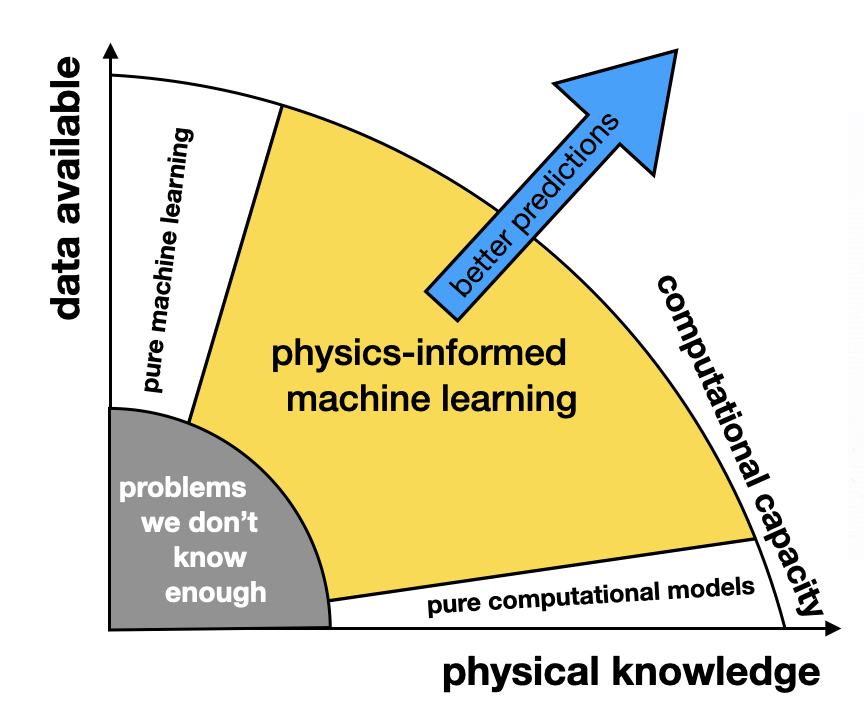 data available
pure machine learning
better predictions
physics-informed
machine learning
computational capacity
problems
we don't
know
enough
pure computational models
physical knowledge